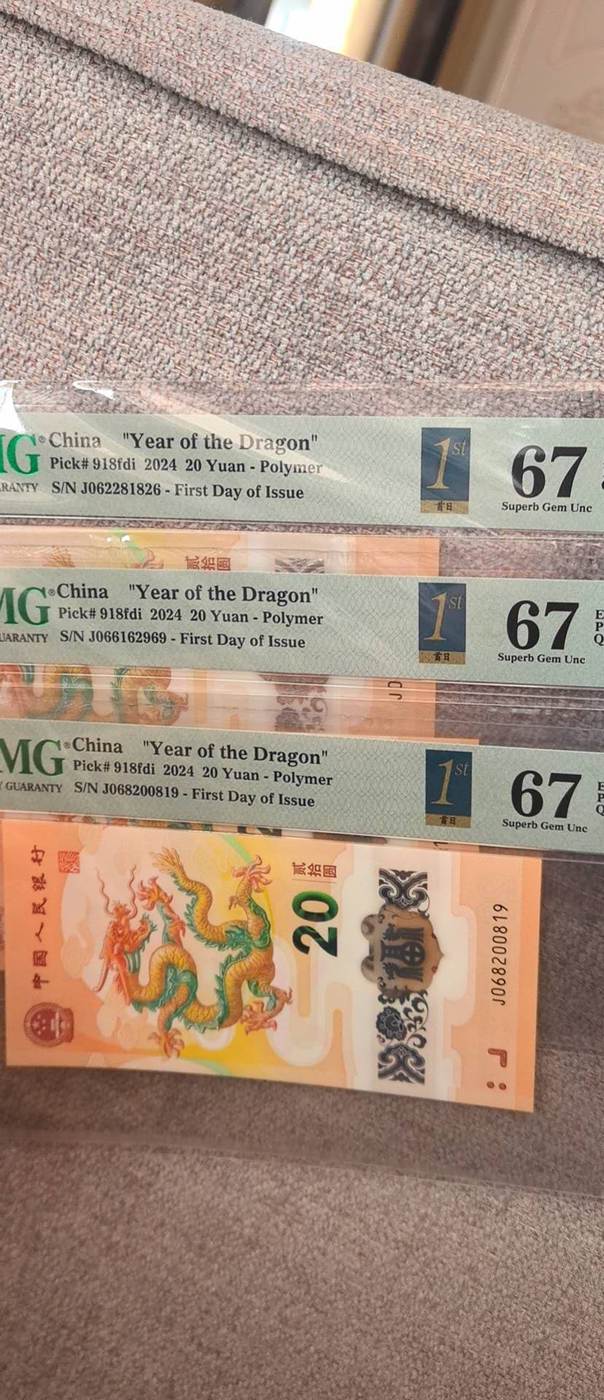 MG® China "Year of the Dragon"
Pick# 918fdi 2024 20 Yuan - Polymer
S/N J062281826 - First Day of Issue
1st
首日
67
Superb Gem Unc
贰拾圆
MG® China "Year of the Dragon"
Pick# 918fdi 2024 20 Yuan - Polymer
GUARANTY S/N J066162969 - First Day of Issue
1st
首日
67
Superb Gem Unc
E
P
Q
J0
MG® China "Year of the Dragon"
Pick# 918fdi 2024 20 Yuan - Polymer
GUARANTY S/N J068200819 - First Day of Issue
1st
首日
67
Superb Gem Unc
E
P
Q
中国人民银行
贰拾圆
20
福
J068200819